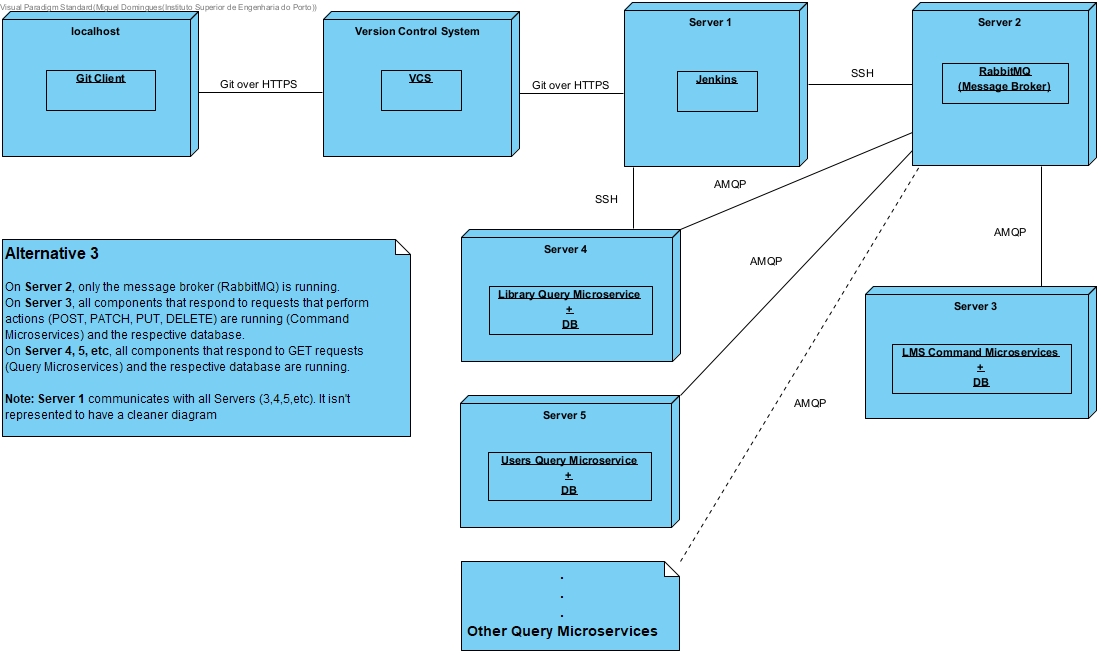 Visual Paradigm Standard(Miguel Domingues(Instituto Superior de Engenharia do Porto))
localhost
Git Client
Git over HTTPS
Version Control System
VCS
Git over HTTPS
Server 1
Jenkins
SSH
Server 2
RabbitMQ
(Message Broker)
SSH
AMQP
AMQP
AMQP
AMQP
Alternative 3
On Server 2, only the message broker (RabbitMQ) is running.
On Server 3, all components that respond to requests that perform
actions (POST, PATCH, PUT, DELETE) are running (Command
Microservices) and the respective database.
On Server 4, 5, etc, all components that respond to GET requests
(Query Microservices) and the respective database are running.
Note: Server 1 communicates with all Servers (3,4,5,etc). It isn't
represented to have a cleaner diagram
Server 4
Library Query Microservice
+
DB
Server 3
LMS Command Microservices
+
DB
Server 5
Users Query Microservice
+
DB
.
.
.
Other Query Microservices